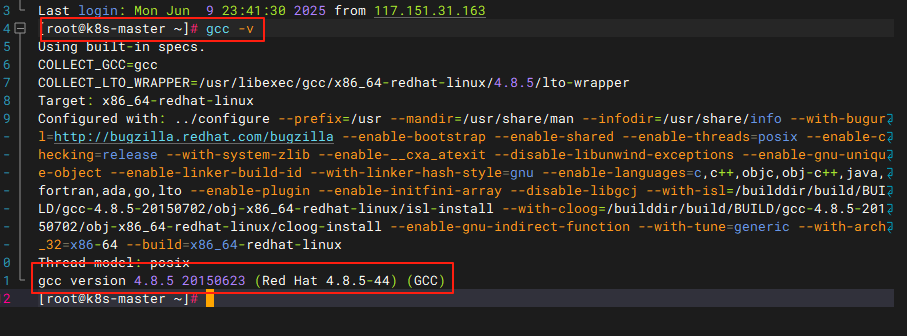 3 Last login: Mon Jun  9 23:41:30 2025 from 117.151.31.163
4 [root@k8s-master ~]# gcc -v
5 Using built-in specs.
6 COLLECT_GCC=gcc
7 COLLECT_LTO_WRAPPER=/usr/libexec/gcc/x86_64-redhat-linux/4.8.5/lto-wrapper
8 Target: x86_64-redhat-linux
9 Configured with: ../configure --prefix=/usr --mandir=/usr/share/man --infodir=/usr/share/info --with-bugur
- l=http://bugzilla.redhat.com/bugzilla --enable-bootstrap --enable-shared --enable-threads=posix --enable-c
- hecking=release --with-system-zlib --enable-__cxa_atexit --disable-libunwind-exceptions --enable-gnu-uniqu
- e-object --enable-linker-build-id --with-linker-hash-style=gnu --enable-languages=c,c++,objc,obj-c++,java,
- fortran,ada,go,lto --enable-plugin --enable-initfini-array --disable-libgcj --with-isl=/builddir/build/BUI
- LD/gcc-4.8.5-20150702/obj-x86_64-redhat-linux/isl-install --with-cloog=/builddir/build/BUILD/gcc-4.8.5-201
- 50702/obj-x86_64-redhat-linux/cloog-install --enable-gnu-indirect-function --with-tune=generic --with-arch
- _32=x86-64 --build=x86_64-redhat-linux
0 Thread model: posix
1 gcc version 4.8.5 20150623 (Red Hat 4.8.5-44) (GCC)
2 [root@k8s-master ~]#